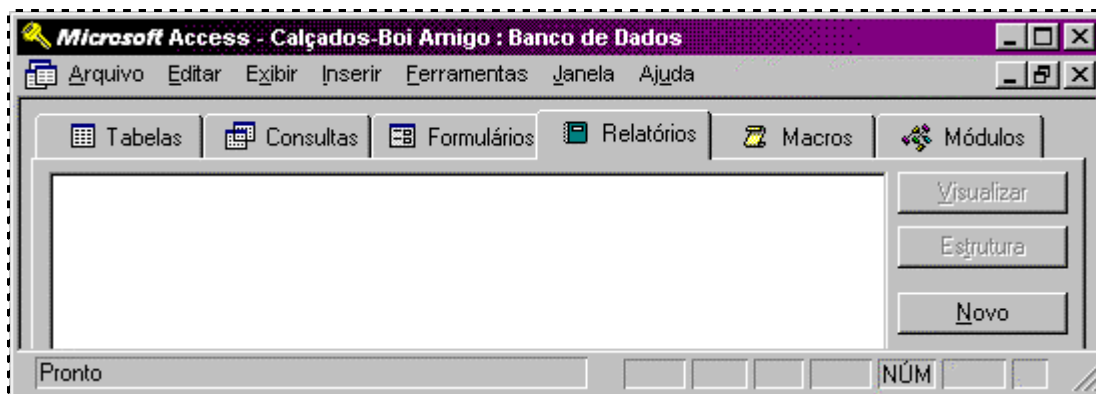 Microsoft Access - Calçados-Boi Amigo : Banco de Dados
Arquivo Editar Exibir Inserir Ferramentas Janela Ajuda
Tabelas Consultas Formulários Relatórios Macros Módulos
Visualizar
Estrutura
Novo
Pronto NÚM